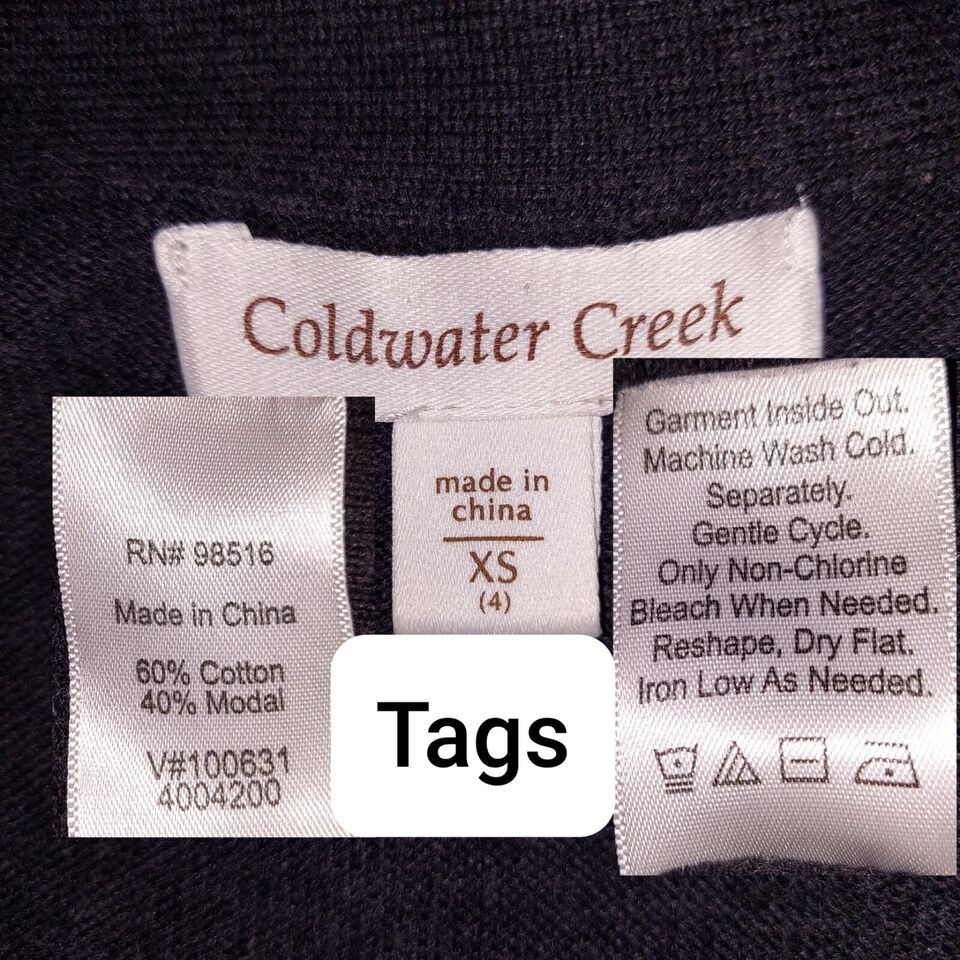 Coldwater Creek
made in
china
XS
(4)
RN# 98516
Made in China
60% Cotton
40% Modal
V#100631
4004200
Tags
Garment Inside Out.
Machine Wash Cold.
Separately.
Gentle Cycle.
Only Non-Chlorine
Bleach When Needed.
Reshape, Dry Flat.
Iron Low As Needed.